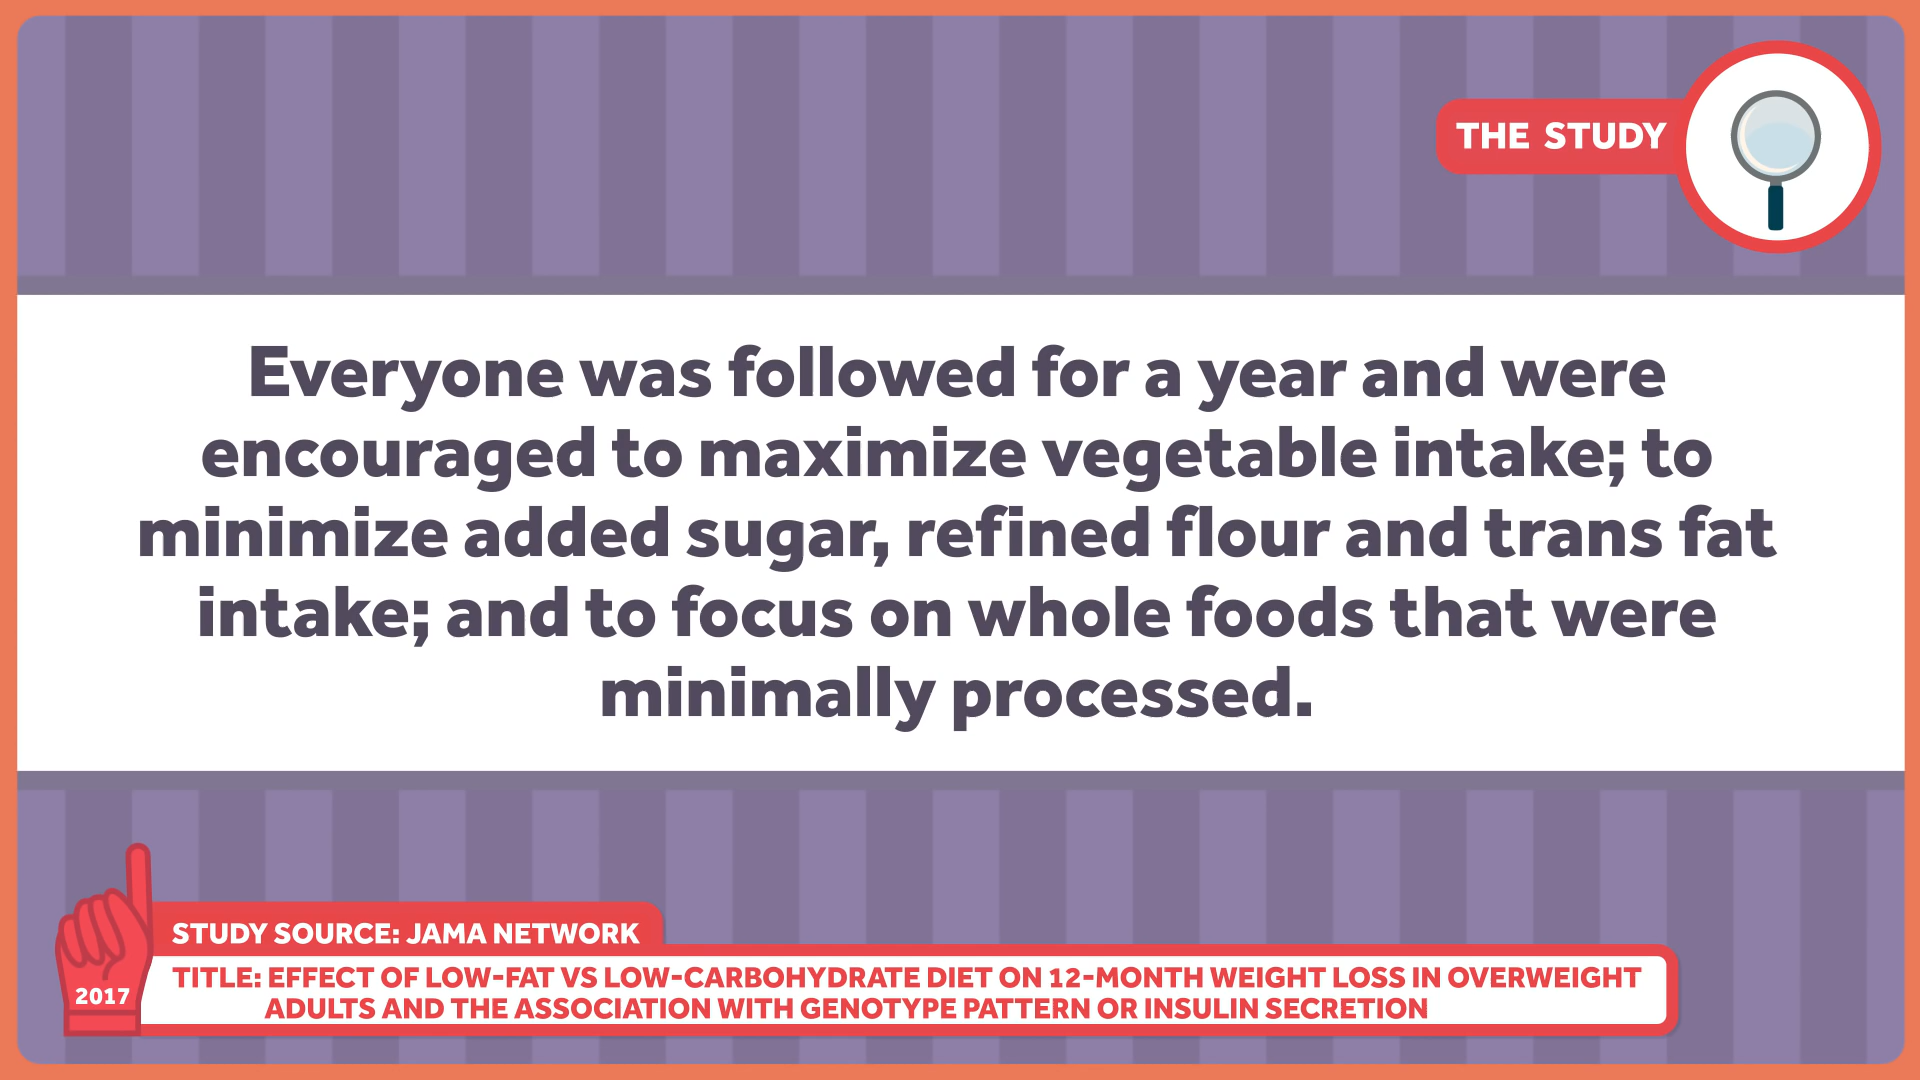 THE STUDY
Everyone was followed for a year and were
encouraged to maximize vegetable intake; to
minimize added sugar, refined flour and trans fat
intake; and to focus on whole foods that were
minimally processed.
STUDY SOURCE: JAMA NETWORK
2017
TITLE: EFFECT OF LOW-FAT VS LOW-CARBOHYDRATE DIET ON 12-MONTH WEIGHT LOSS IN OVERWEIGHT
ADULTS AND THE ASSOCIATION WITH GENOTYPE PATTERN OR INSULIN SECRETION